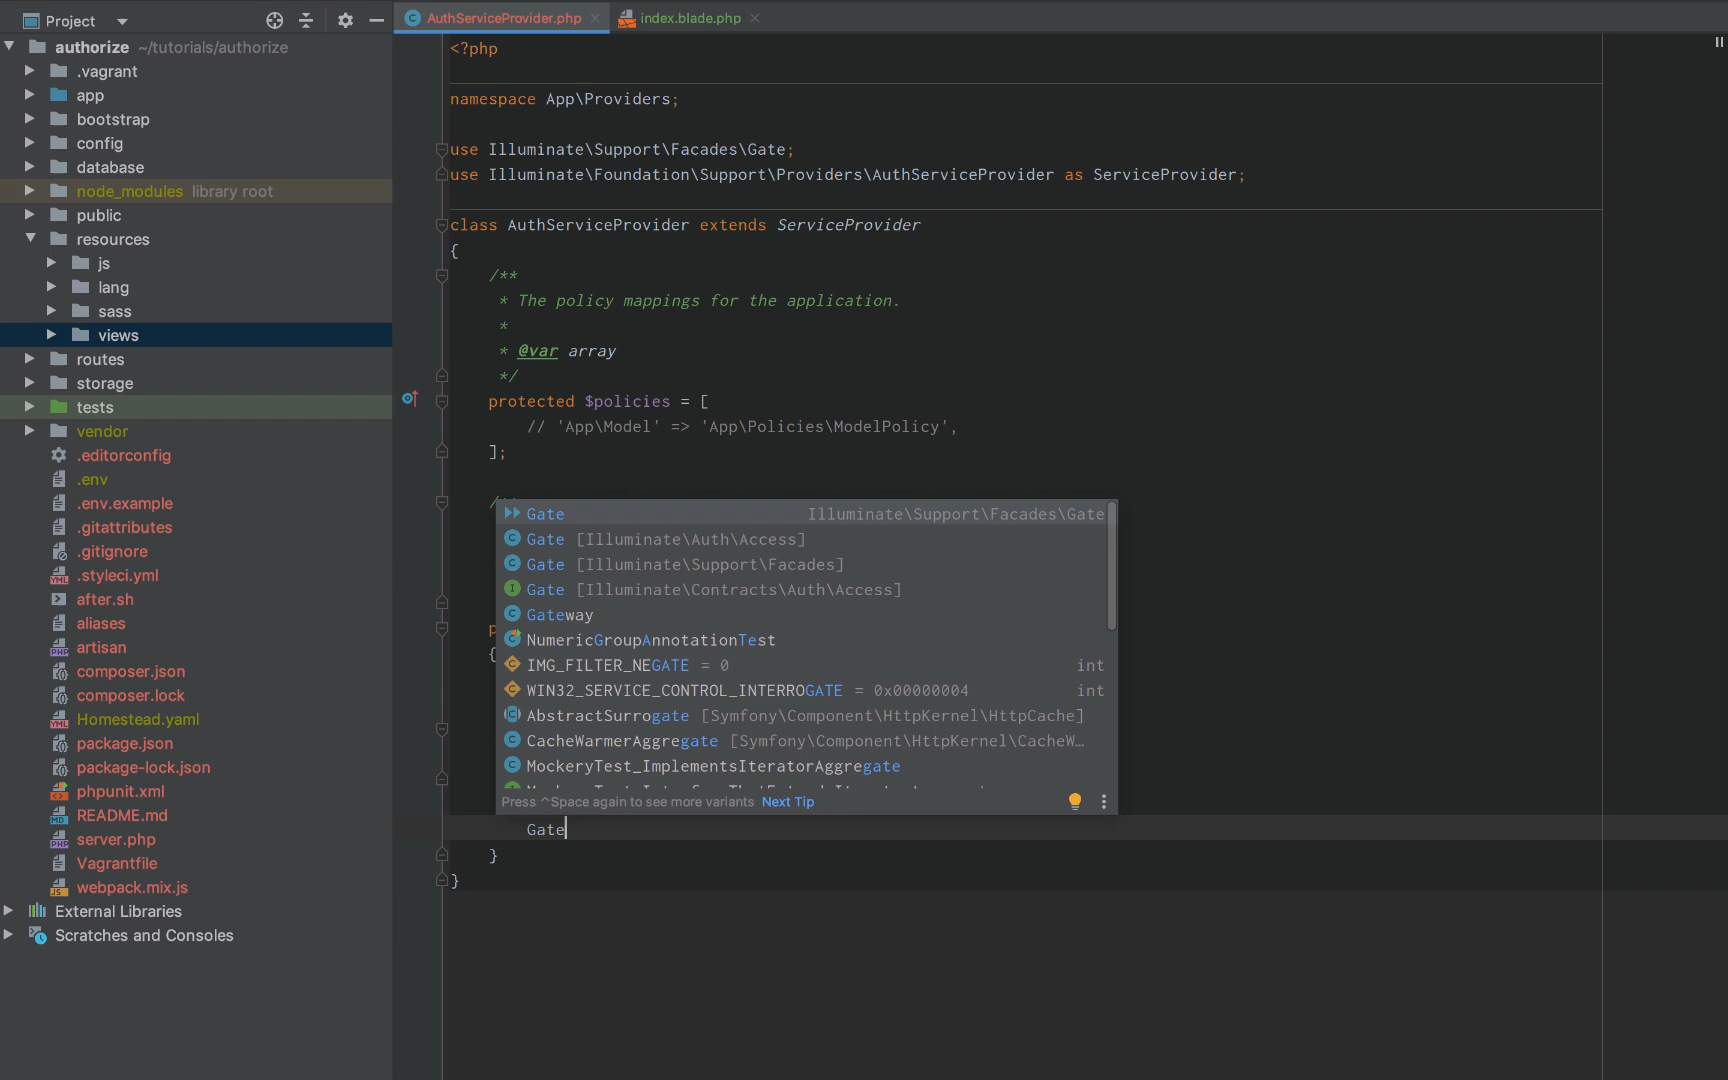 Project
authorize ~/tutorials/authorize
.vagrant
app
bootstrap
config
database
node_modules library root
public
resources
js
lang
sass
views
routes
storage
tests
vendor
.editorconfig
.env
.env.example
.gitattributes
.gitignore
.styleci.yml
after.sh
aliases
artisan
composer.json
composer.lock
Homestead.yaml
package.json
package-lock.json
phpunit.xml
README.md
server.php
Vagrantfile
webpack.mix.js
External Libraries
Scratches and Consoles
AuthServiceProvider.php
index.blade.php
<?php
namespace App\Providers;
use Illuminate\Support\Facades\Gate;
use Illuminate\Foundation\Support\Providers\AuthServiceProvider as ServiceProvider;
class AuthServiceProvider extends ServiceProvider
{
/**
* The policy mappings for the application.
*
* @var array
*/
protected $policies = [
// 'App\Model' => 'App\Policies\ModelPolicy',
];
Gate Illuminate\Support\Facades\Gate
Gate [Illuminate\Auth\Access]
Gate [Illuminate\Support\Facades]
Gate [Illuminate\Contracts\Auth\Access]
Gateway
NumericGroupAnnotationTest
IMG_FILTER_NEGATE = 0 int
WIN32_SERVICE_CONTROL_INTERROGATE = 0x00000004 int
AbstractSurrogate [Symfony\Component\HttpKernel\HttpCache]
CacheWarmerAggregate [Symfony\Component\HttpKernel\CacheW…
MockeryTest_ImplementsIteratorAggregate
Press ^Space again to see more variants Next Tip
Gate
}
}